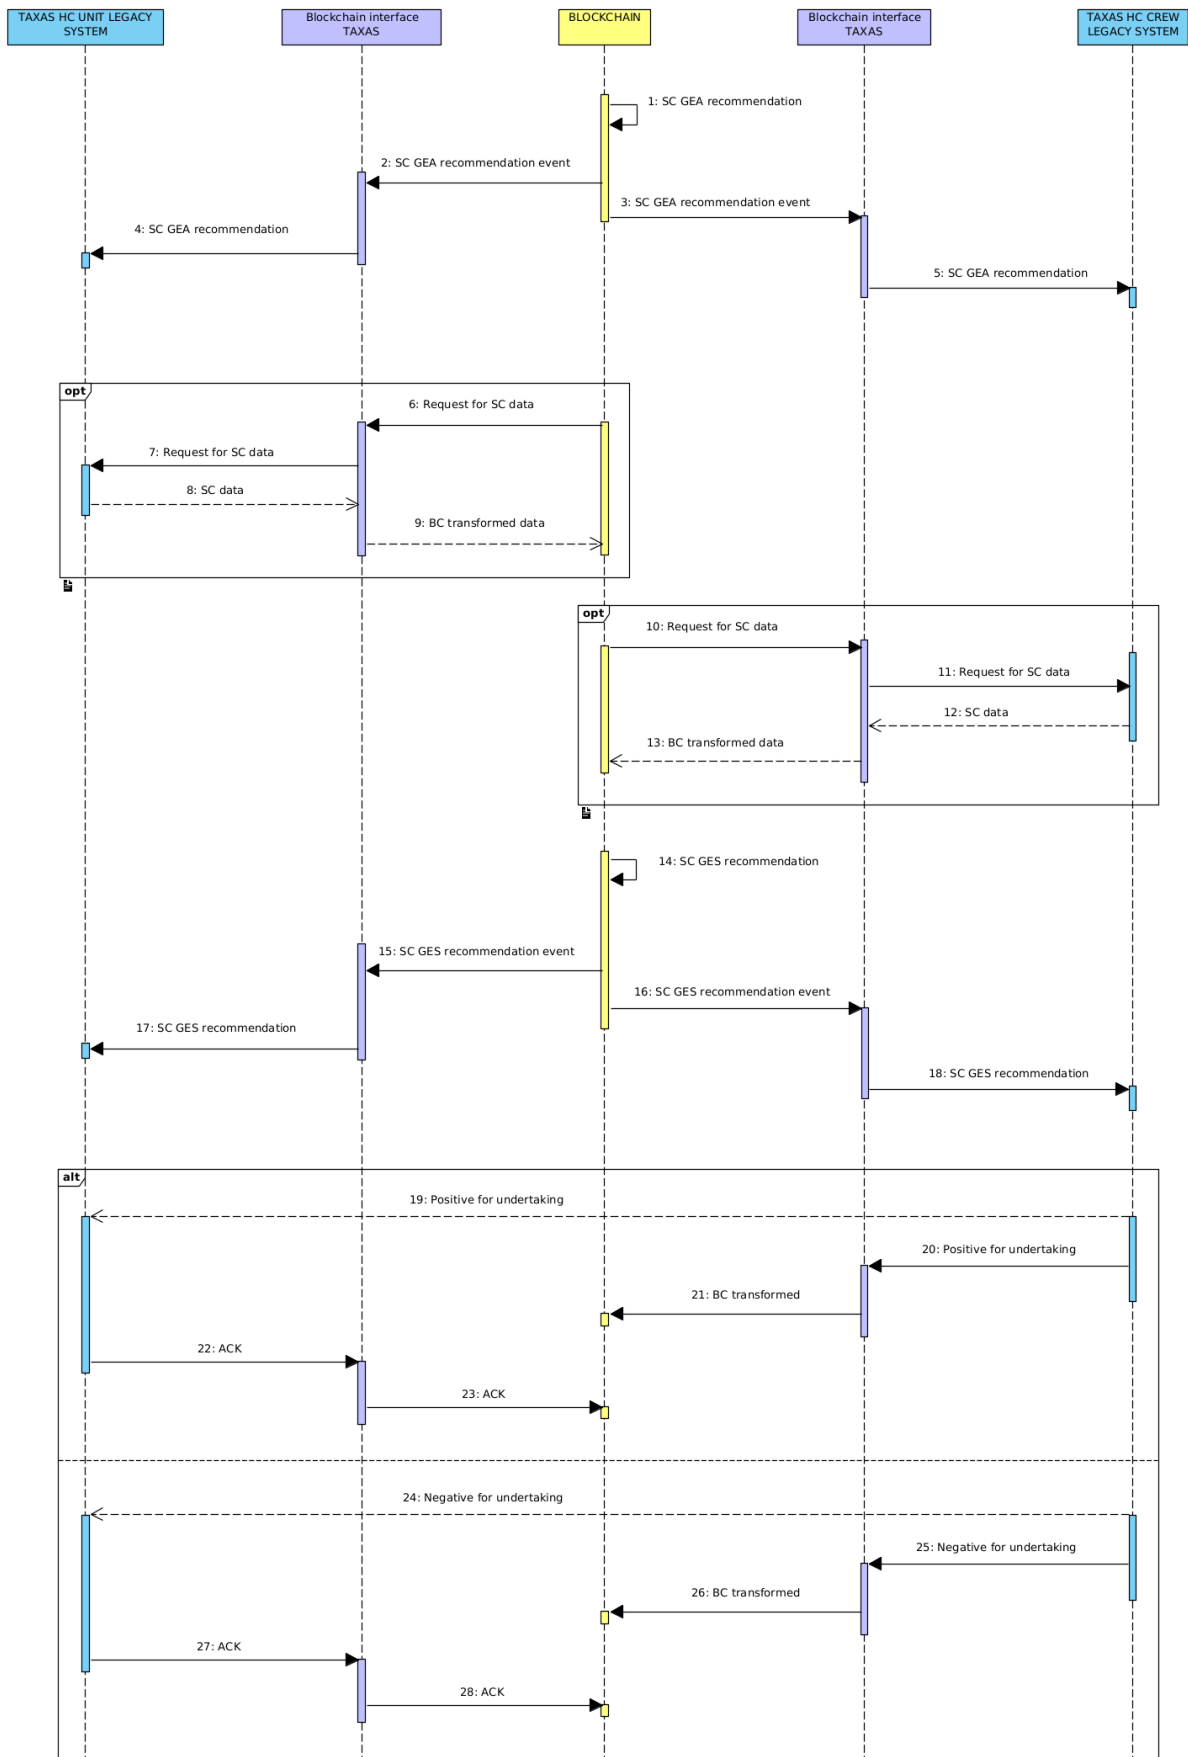 TAXAS HC UNIT LEGACY
SYSTEM
Blockchain interface
TAXAS
BLOCKCHAIN
Blockchain interface
TAXAS
TAXAS HC CREW
LEGACY SYSTEM
1: SC GEA recommendation
2: SC GEA recommendation event
3: SC GEA recommendation event
4: SC GEA recommendation
5: SC GEA recommendation
opt
6: Request for SC data
7: Request for SC data
8: SC data
9: BC transformed data
opt
10: Request for SC data
11: Request for SC data
12: SC data
13: BC transformed data
14: SC GES recommendation
15: SC GES recommendation event
16: SC GES recommendation event
17: SC GES recommendation
18: SC GES recommendation
alt
19: Positive for undertaking
20: Positive for undertaking
21: BC transformed
22: ACK
23: ACK
24: Negative for undertaking
25: Negative for undertaking
26: BC transformed
27: ACK
28: ACK